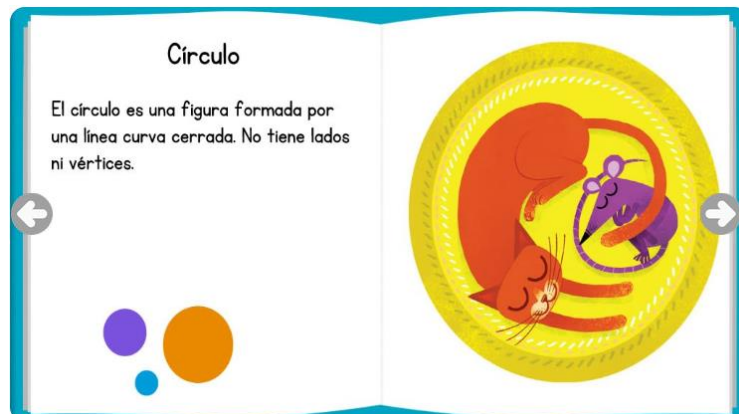 Círculo
El círculo es una figura formada por
una línea curva cerrada. No tiene lados
ni vértices.